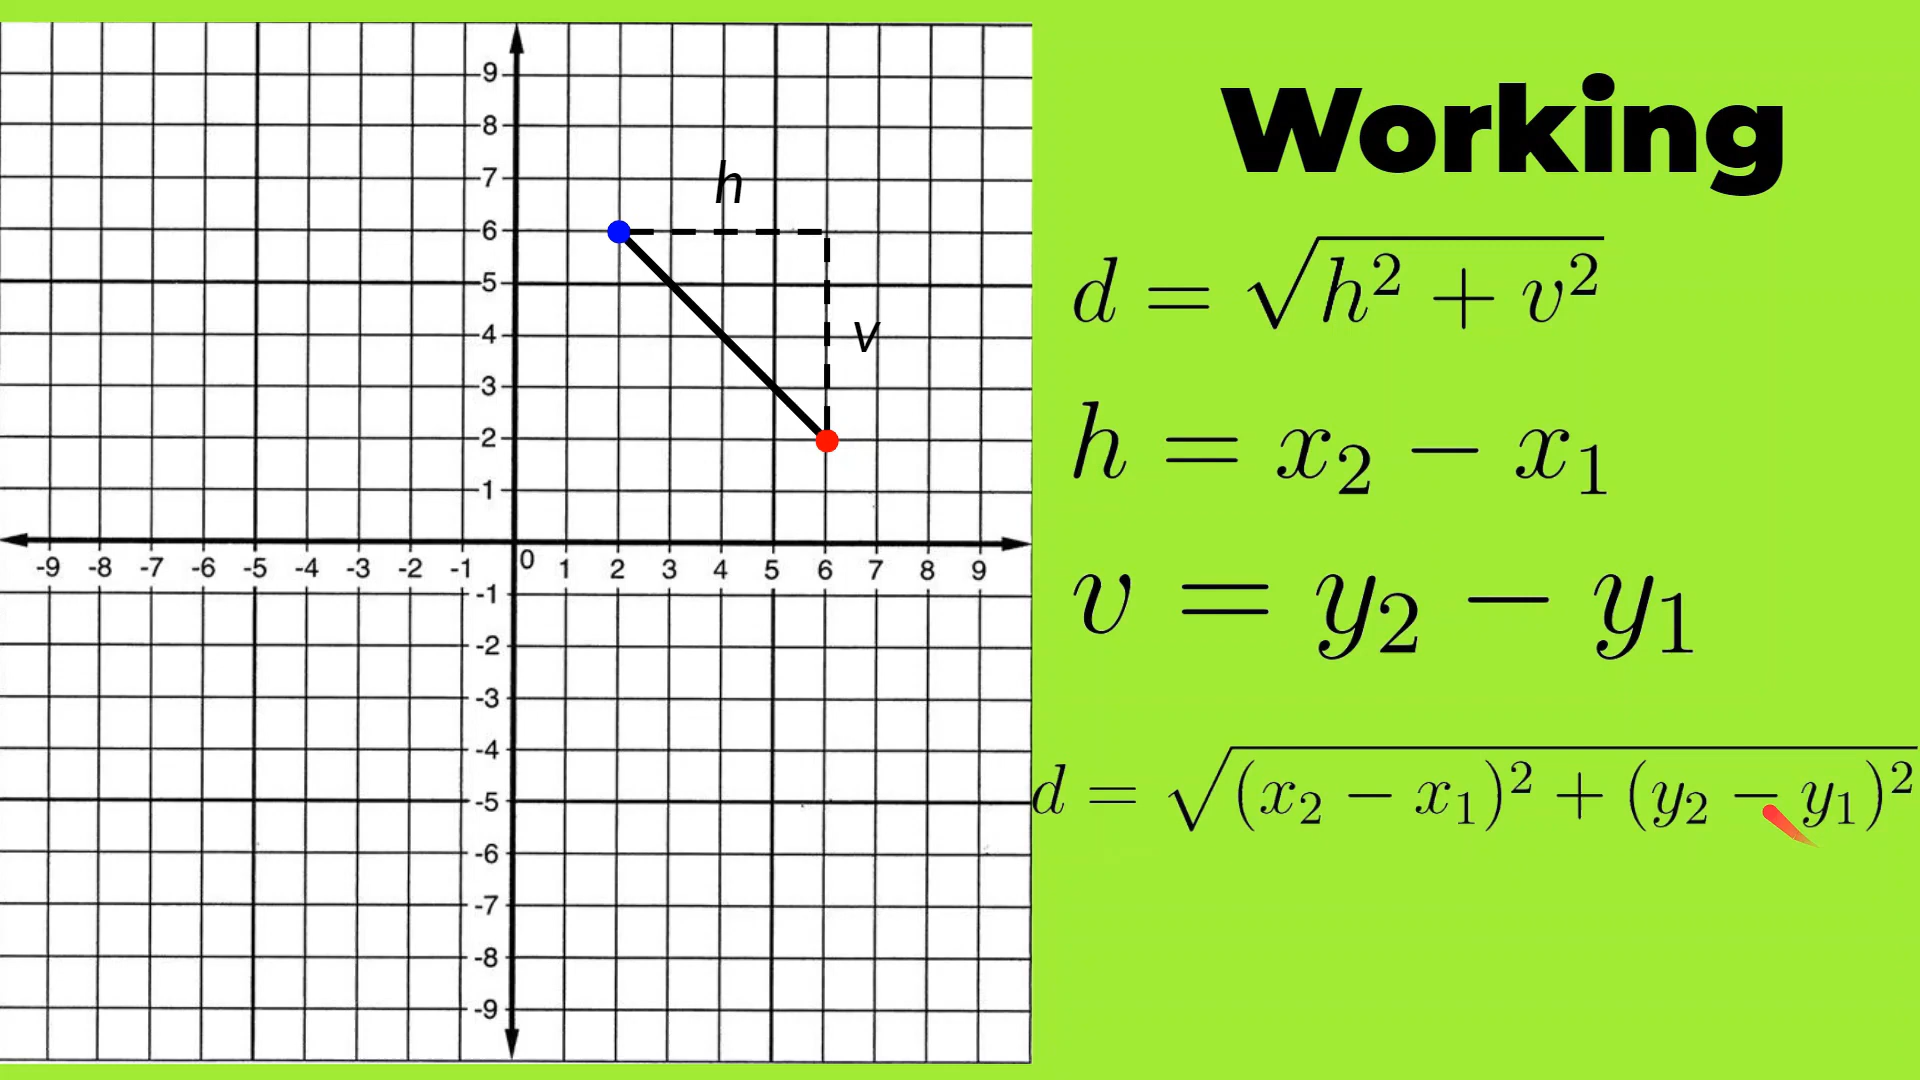 9
8
7
h
6
5
4
v
3
2
1
-9 -8 -7 -6 -5 -4 -3 -2 -1 0 1 2 3 4 5 6 7 8 9
-1
-2
-3
-4
-5
-6
-7
-8
-9
Working
d = √(h² + v²)
h = x₂ − x₁
v = y₂ − y₁
d = √((x₂ − x₁)² + (y₂ − y₁)²)